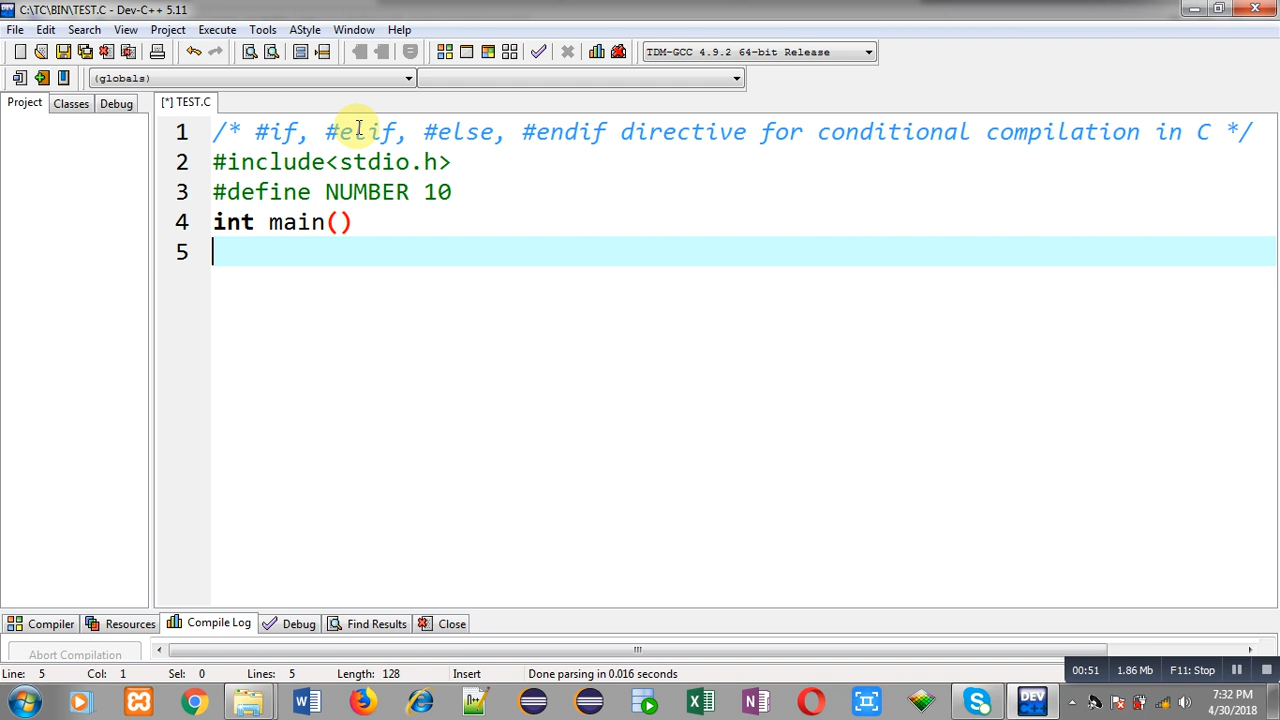 C:\TC\BIN\TEST.C - Dev-C++ 5.11
File Edit Search View Project Execute Tools AStyle Window Help
TDM-GCC 4.9.2 64-bit Release
(globals)
Project Classes Debug [*] TEST.C
1 /* #if, #elif, #else, #endif directive for conditional compilation in C */
2 #include<stdio.h>
3 #define NUMBER 10
4 int main()
5
Compiler Resources Compile Log Debug Find Results Close
Abort Compilation
Line: 5 Col: 1 Sel: 0 Lines: 5 Length: 128 Insert Done parsing in 0.016 seconds
00:51 1.86 Mb F11: Stop
DEV
7:32 PM
4/30/2018